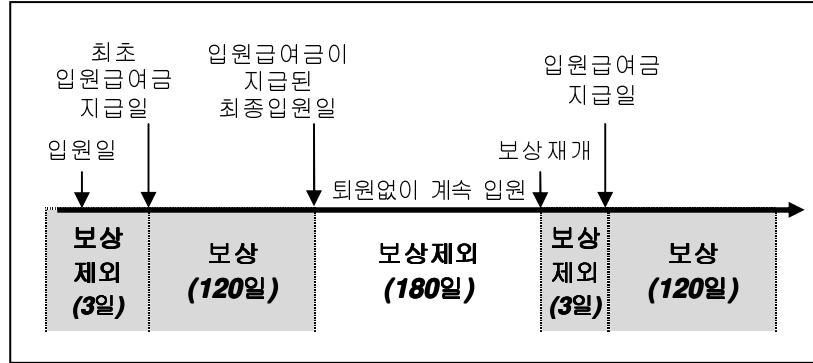 최초
입원급여금
지급일
입원급여금이
지급된
최종입원일
입원급여금
지급일
입원일
보상재개
퇴원없이 계속 입원
보상
제외
(3일)
보상
(120일)
보상제외
(180일)
보상
제외
(3일)
보상
(120일)